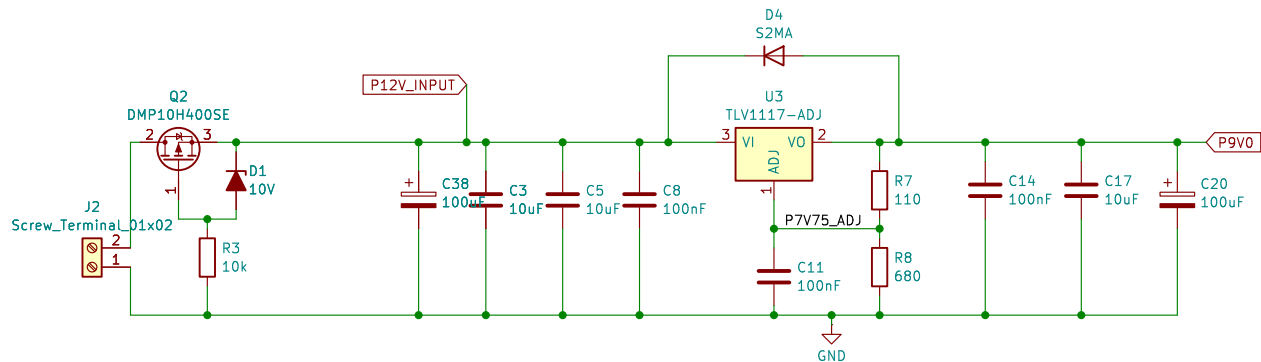 D4
S2MA
P12V_INPUT
Q2
DMP10H400SE
2
3
1
D1
10V
J2
Screw_Terminal_01x02
2
1
R3
10k
C38
100uF
C3
10uF
C5
10uF
C8
100nF
U3
TLV1117-ADJ
3
VI
VO
2
ADJ
1
P7V75_ADJ
R7
110
R8
680
C11
100nF
GND
C14
100nF
C17
10uF
C20
100uF
P9V0